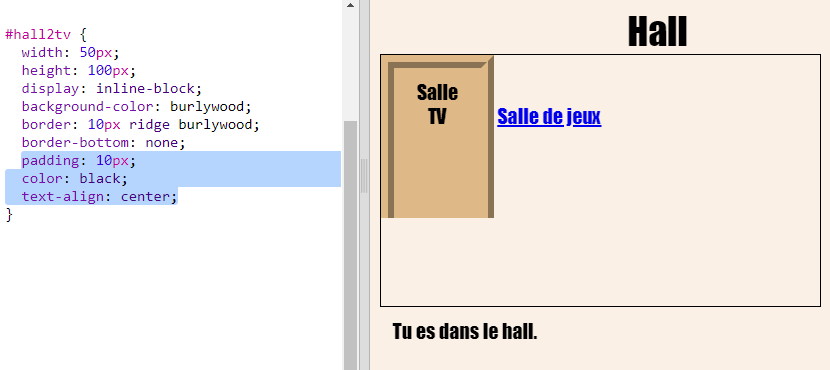 #hall2tv {
width: 50px;
height: 100px;
display: inline-block;
background-color: burlywood;
border: 10px ridge burlywood;
border-bottom: none;
padding: 10px;
color: black;
text-align: center;
}
Hall
Salle
TV
Salle de jeux
Tu es dans le hall.